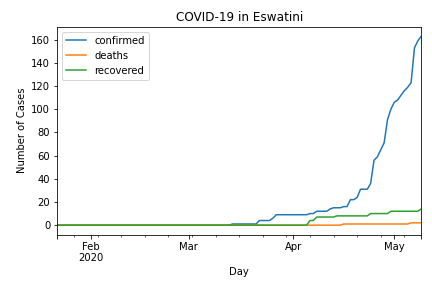 COVID-19 in Eswatini
confirmed
deaths
recovered
Number of Cases
160
140
120
100
80
60
40
20
0
Feb
2020
Mar
Apr
May
Day